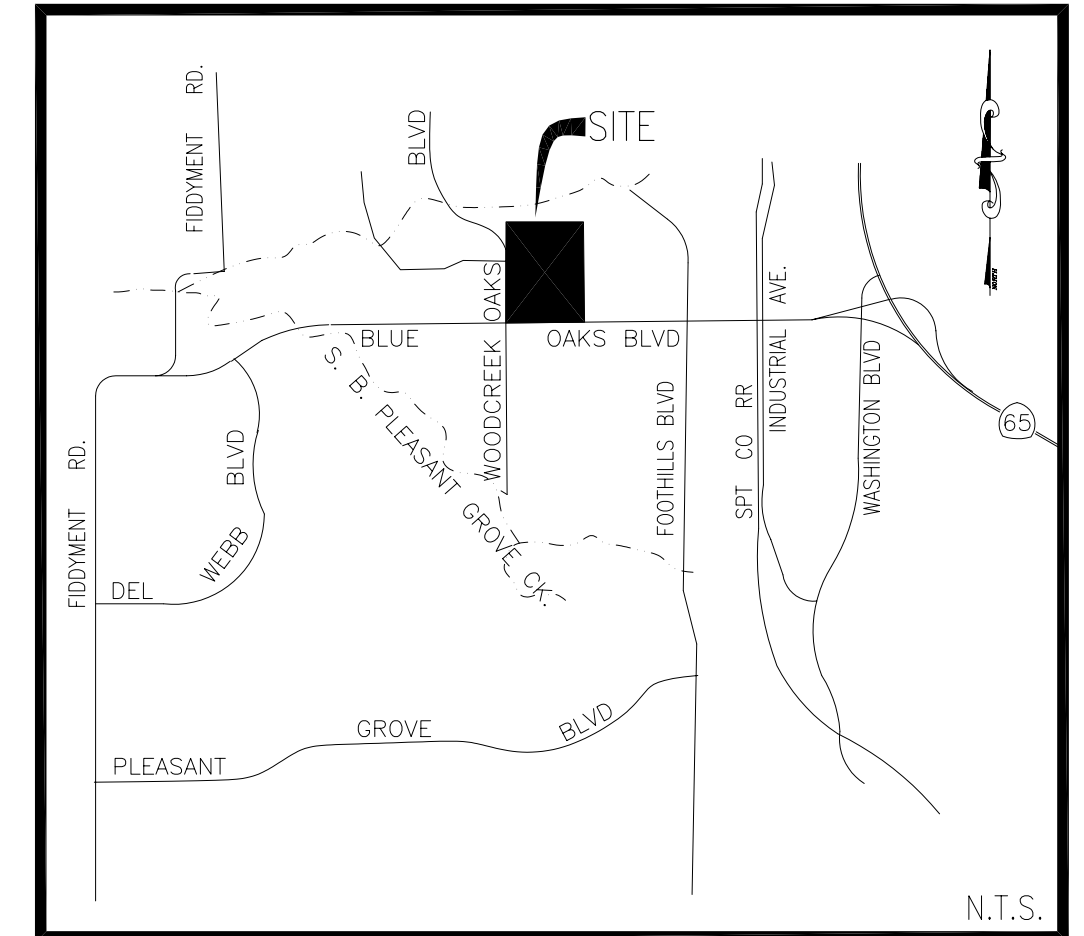 FIDDYMENT RD.
BLVD
SITE
WOODCREEK OAKS
BLUE OAKS BLVD
INDUSTRIAL AVE.
S. B. PLEASANT GROVE CK.
FOOTHILLS BLVD
SPT CO RR
WASHINGTON BLVD
65
FIDDYMENT RD.
DEL WEBB BLVD
PLEASANT GROVE BLVD
NORTH
N.T.S.